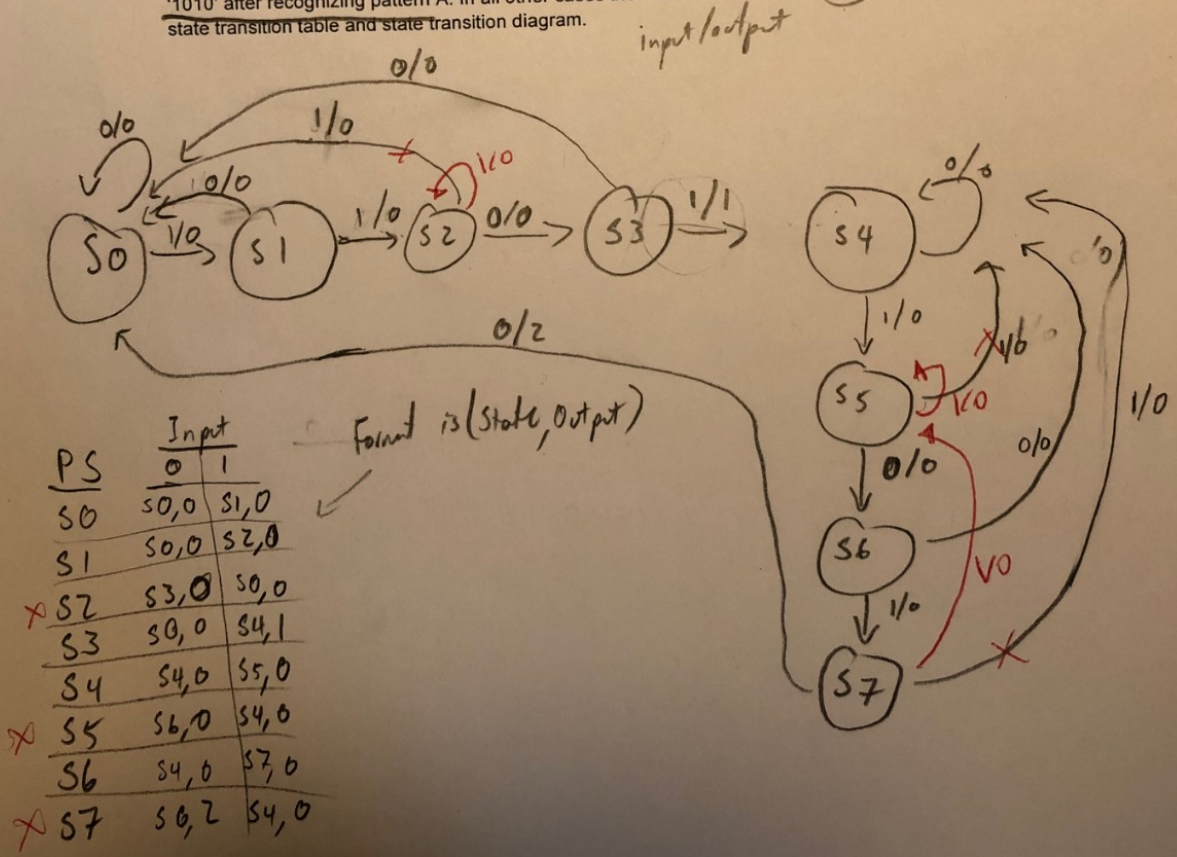 '1010' after recognizing pattern A. In all other cases the
state transition table and state transition diagram.
input/output
0/0
0/0
1/0
0/0
1/0
S0
1/0
S1
1/0
S2
0/0
S3
1/1
S4
0/0
1/0
0/2
S5
1/0
1/0
0/0
0/0
1/0
S6
1/0
1/0
S7
Format is (State, Output)
Input
PS 0 1
S0 S0,0 S1,0
S1 S0,0 S2,0
x S2 S3,0 S0,0
S3 S0,0 S4,1
S4 S4,0 S5,0
x S5 S6,0 S4,0
S6 S4,0 S7,0
x S7 S0,2 S4,0